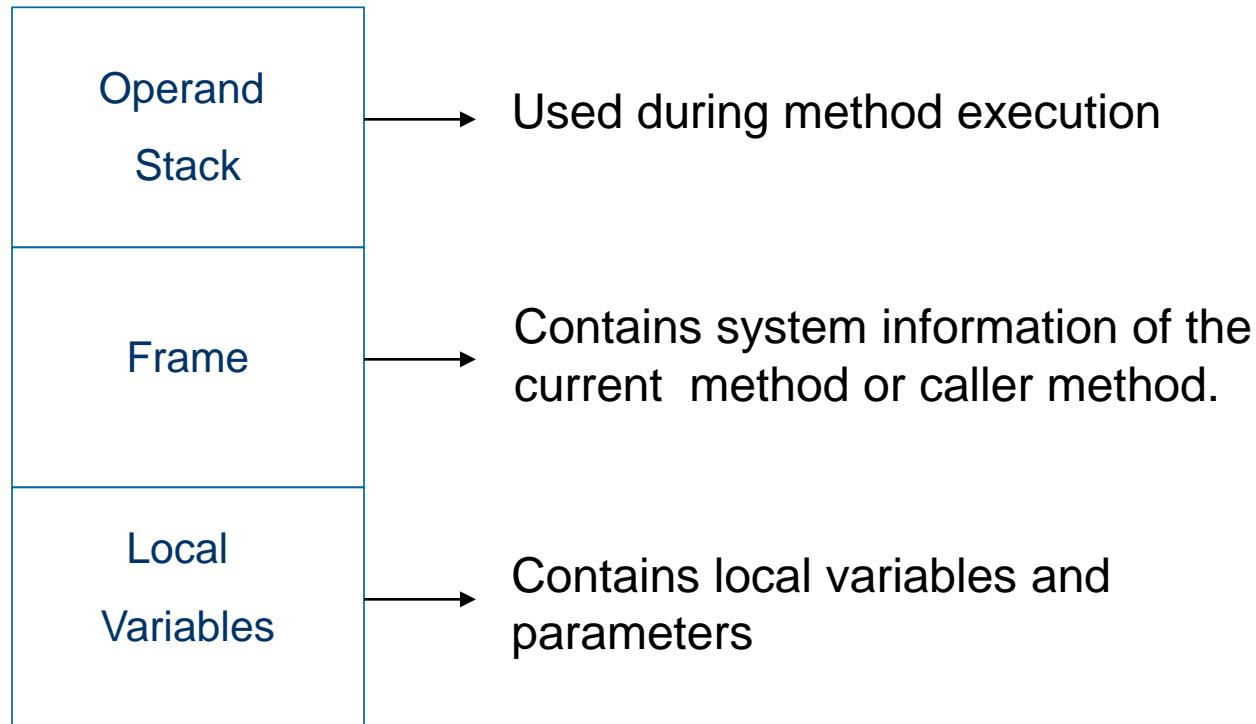 Operand
Stack
Used during method execution
Frame
Contains system information of the
current  method or caller method.
Local
Variables
Contains local variables and
parameters